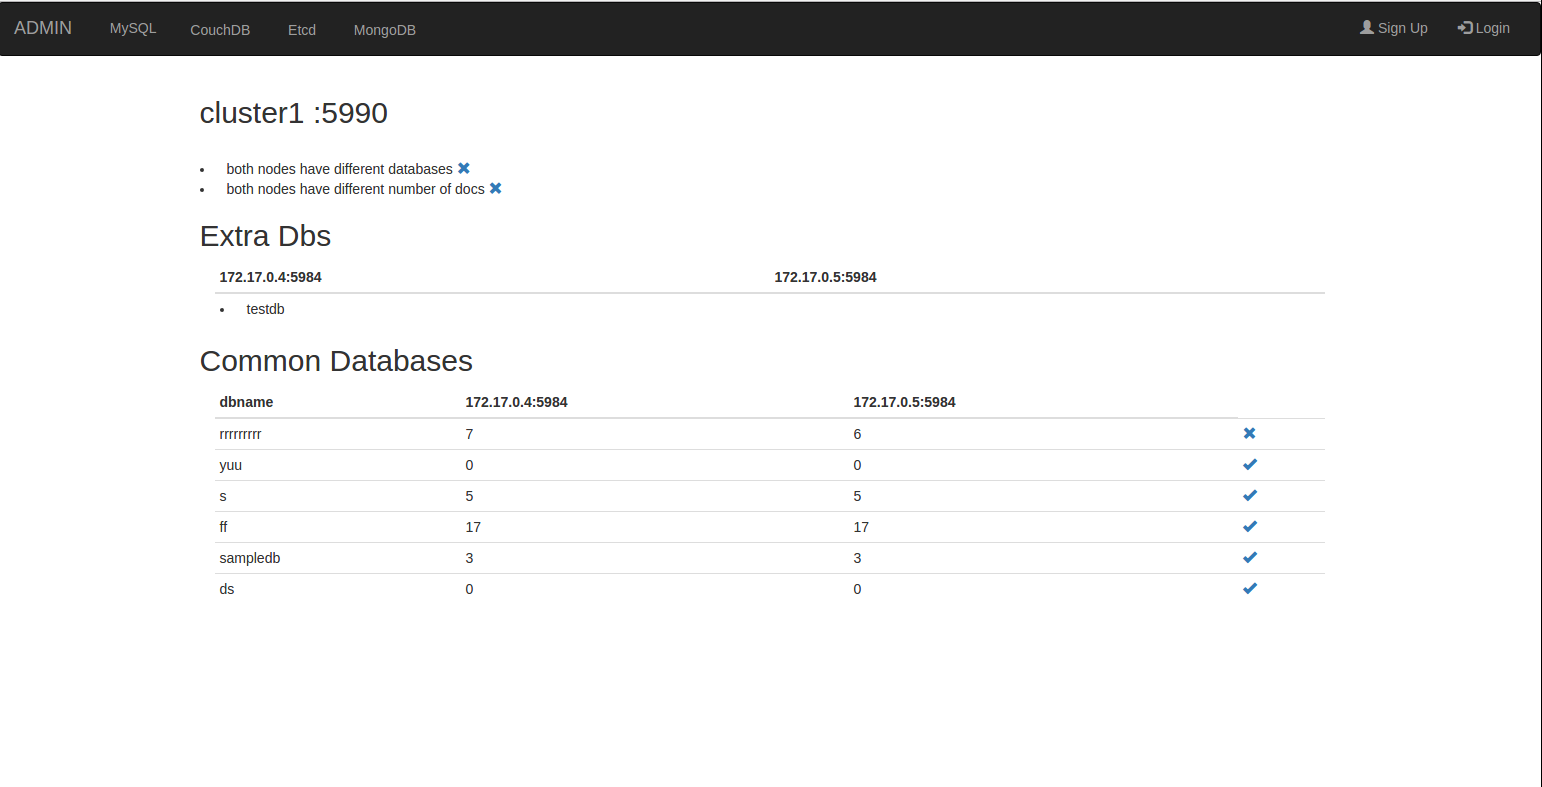 ADMIN MySQL CouchDB Etcd MongoDB Sign Up Login
cluster1 :5990
both nodes have different databases
both nodes have different number of docs
Extra Dbs
172.17.0.4:5984 172.17.0.5:5984
testdb
Common Databases
dbname 172.17.0.4:5984 172.17.0.5:5984
rrrrrrrrr 7 6
yuu 0 0
s 5 5
ff 17 17
sampledb 3 3
ds 0 0